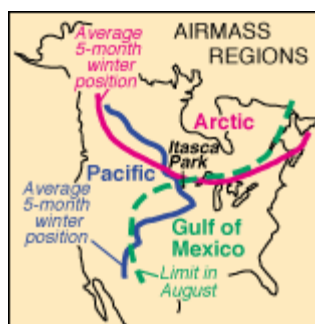 AIRMASS
REGIONS
Average
5-month
winter
position
Arctic
Itasca
Park
Pacific
Average
5-month
winter
position
Gulf of
Mexico
Limit in
August